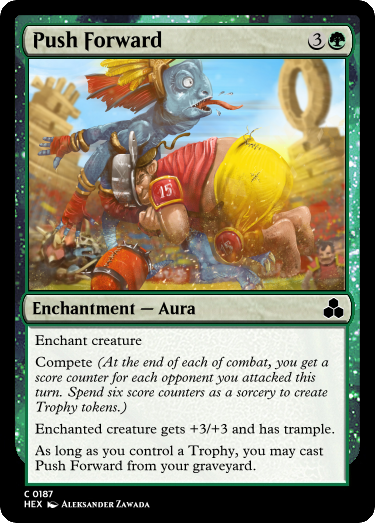 Push Forward 3
15
15
Enchantment — Aura
Enchant creature
Compete (At the end of each of combat, you get a
score counter for each opponent you attacked this
turn. Spend six score counters as a sorcery to create
Trophy tokens.)
Enchanted creature gets +3/+3 and has trample.
As long as you control a Trophy, you may cast
Push Forward from your graveyard.
C 0187
HEX Aleksander Zawada